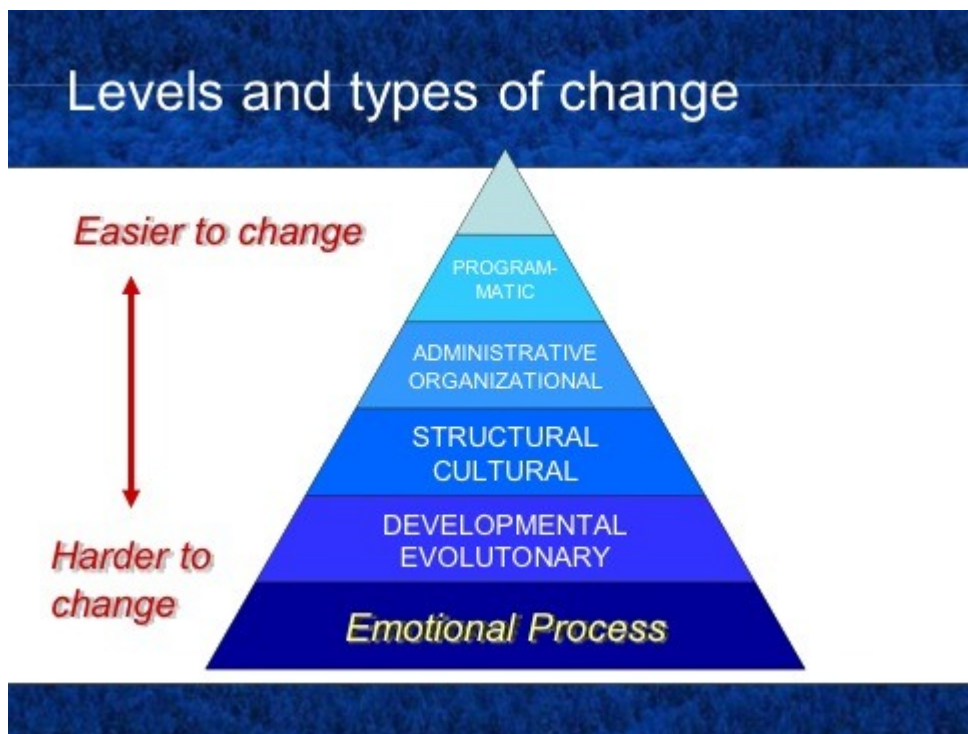 Levels and types of change
Easier to change
PROGRAM-
MATIC
ADMINISTRATIVE
ORGANIZATIONAL
STRUCTURAL
CULTURAL
DEVELOPMENTAL
EVOLUTONARY
Harder to
change
Emotional Process